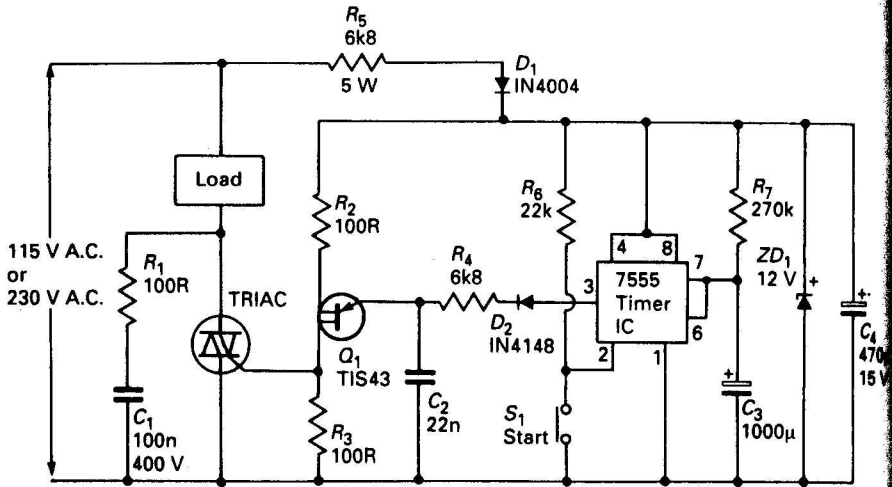 R5
6k8
5 W
D1
IN4004
Load
R2
100R
R6
22k
R7
270k
115 V A.C.
or
230 V A.C.
R1
100R
TRIAC
R4
6k8
D2
IN4148
4
8
3
7555
Timer
IC
7
6
2
1
ZD1
12 V
+
+
C4
470
15 V
Q1
TIS43
C2
22n
S1
Start
+
C3
1000µ
C1
100n
400 V
R3
100R